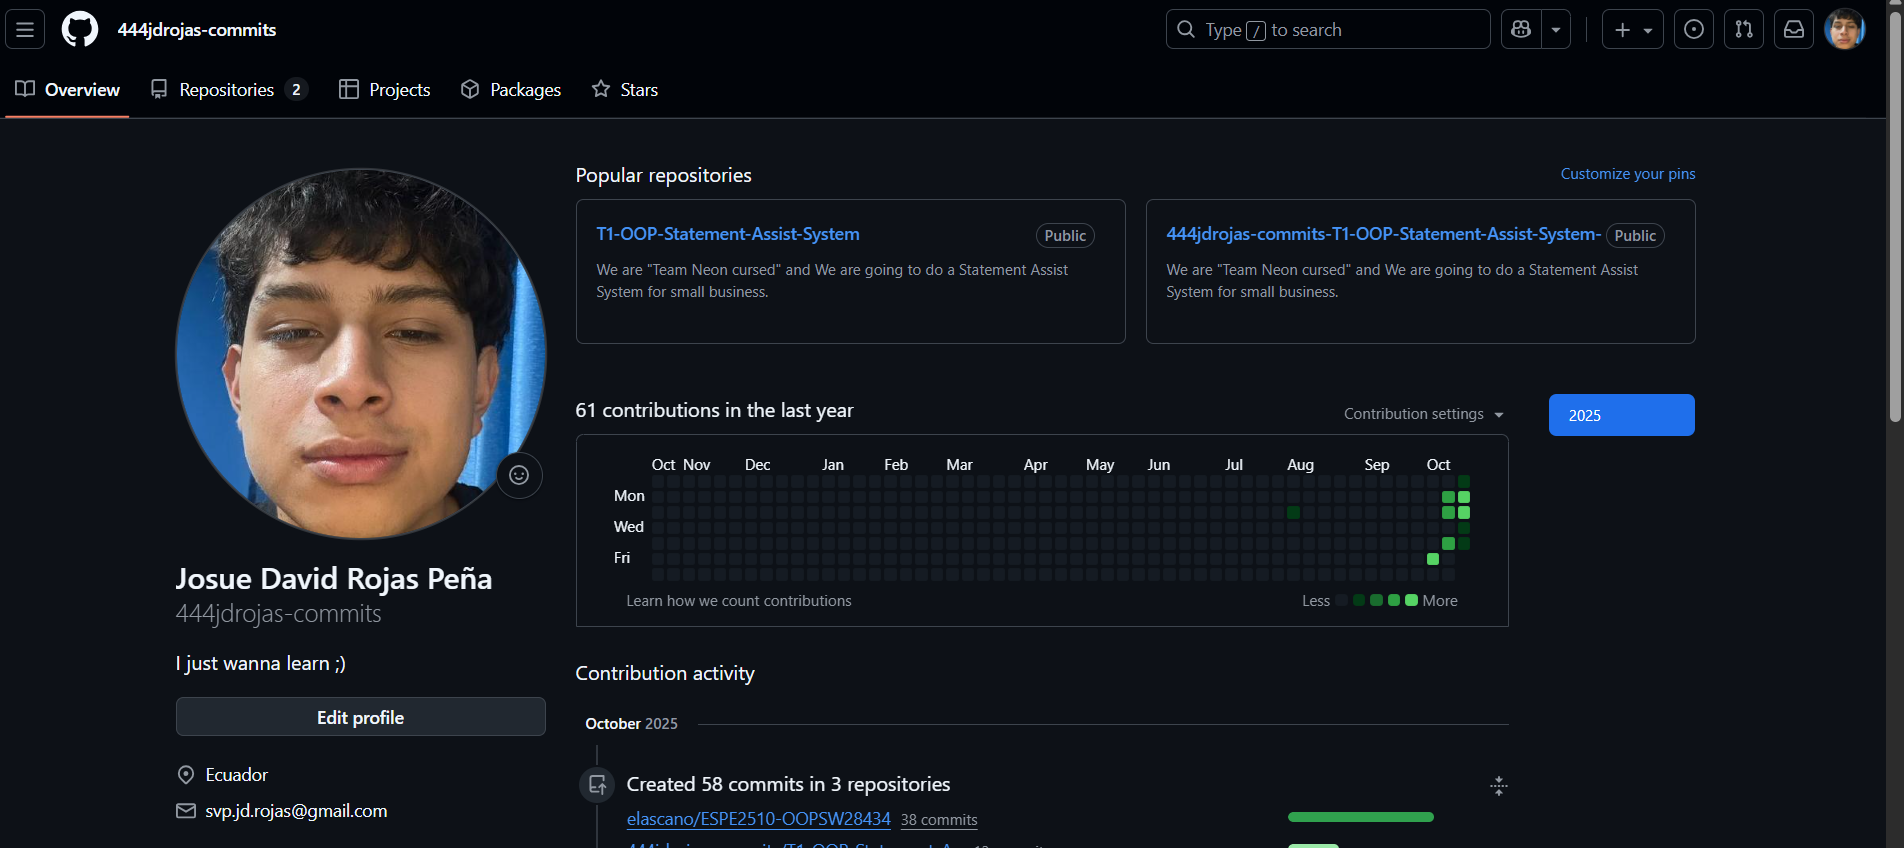 444jdrojas-commits
Type / to search
Overview
Repositories 2
Projects
Packages
Stars
Popular repositories
Customize your pins
T1-OOP-Statement-Assist-System
Public
We are "Team Neon cursed" and We are going to do a Statement Assist
System for small business.
444jdrojas-commits-T1-OOP-Statement-Assist-System-
Public
We are "Team Neon cursed" and We are going to do a Statement Assist
System for small business.
61 contributions in the last year
Contribution settings
2025
Oct Nov Dec Jan Feb Mar Apr May Jun Jul Aug Sep Oct
Mon
Wed
Fri
Learn how we count contributions
Less More
Josue David Rojas Peña
444jdrojas-commits
I just wanna learn ;)
Edit profile
Ecuador
svp.jd.rojas@gmail.com
Contribution activity
October 2025
Created 58 commits in 3 repositories
elascano/ESPE2510-OOPSW28434 38 commits